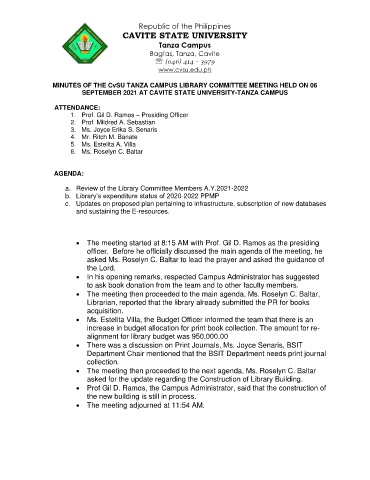 Republic of the Philippines
CAVITE STATE UNIVERSITY
Tanza Campus
Bagtas, Tanza, Cavite
☏ (046) 414 – 3979
www.cvsu.edu.ph
MINUTES OF THE CvSU TANZA CAMPUS LIBRARY COMMITTEE MEETING HELD ON 06
SEPTEMBER 2021 AT CAVITE STATE UNIVERSITY-TANZA CAMPUS
ATTENDANCE:
1. Prof. Gil D. Ramos – Presiding Officer
2. Prof. Mildred A. Sebastian
3. Ms. Joyce Erika S. Senaris
4. Mr. Ritch M. Banate
5. Ms. Estelita A. Villa
6. Ms. Roselyn C. Baltar
AGENDA:
a. Review of the Library Committee Members A.Y.2021-2022
b. Library's expenditure status of 2020-2022 PPMP
c. Updates on proposed plan pertaining to infrastructure, subscription of new databases
and sustaining the E-resources.
• The meeting started at 8:15 AM with Prof. Gil D. Ramos as the presiding
officer. Before he officially discussed the main agenda of the meeting, he
asked Ms. Roselyn C. Baltar to lead the prayer and asked the guidance of
the Lord.
• In his opening remarks, respected Campus Administrator has suggested
to ask book donation from the team and to other faculty members.
• The meeting then proceeded to the main agenda, Ms. Roselyn C. Baltar,
Librarian, reported that the library already submitted the PR for books
acquisition.
• Ms. Estelita Villa, the Budget Officer informed the team that there is an
increase in budget allocation for print book collection. The amount for re-
alignment for library budget was 950,000.00
• There was a discussion on Print Journals, Ms. Joyce Senaris, BSIT
Department Chair mentioned that the BSIT Department needs print journal
collection.
• The meeting then proceeded to the next agenda, Ms. Roselyn C. Baltar
asked for the update regarding the Construction of Library Building.
• Prof Gil D. Ramos, the Campus Administrator, said that the construction of
the new building is still in process.
• The meeting adjourned at 11:54 AM.